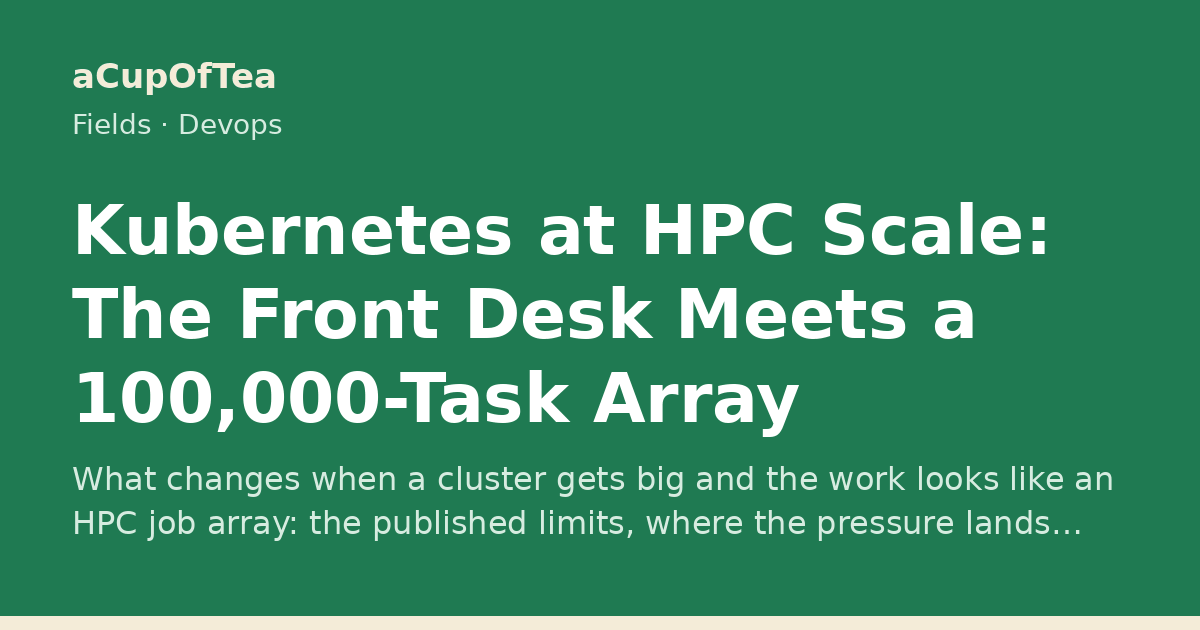 aCupOfTea
Fields · Devops
Kubernetes at HPC Scale:
The Front Desk Meets a
100,000-Task Array
What changes when a cluster gets big and the work looks like an
HPC job array: the published limits, where the pressure lands…